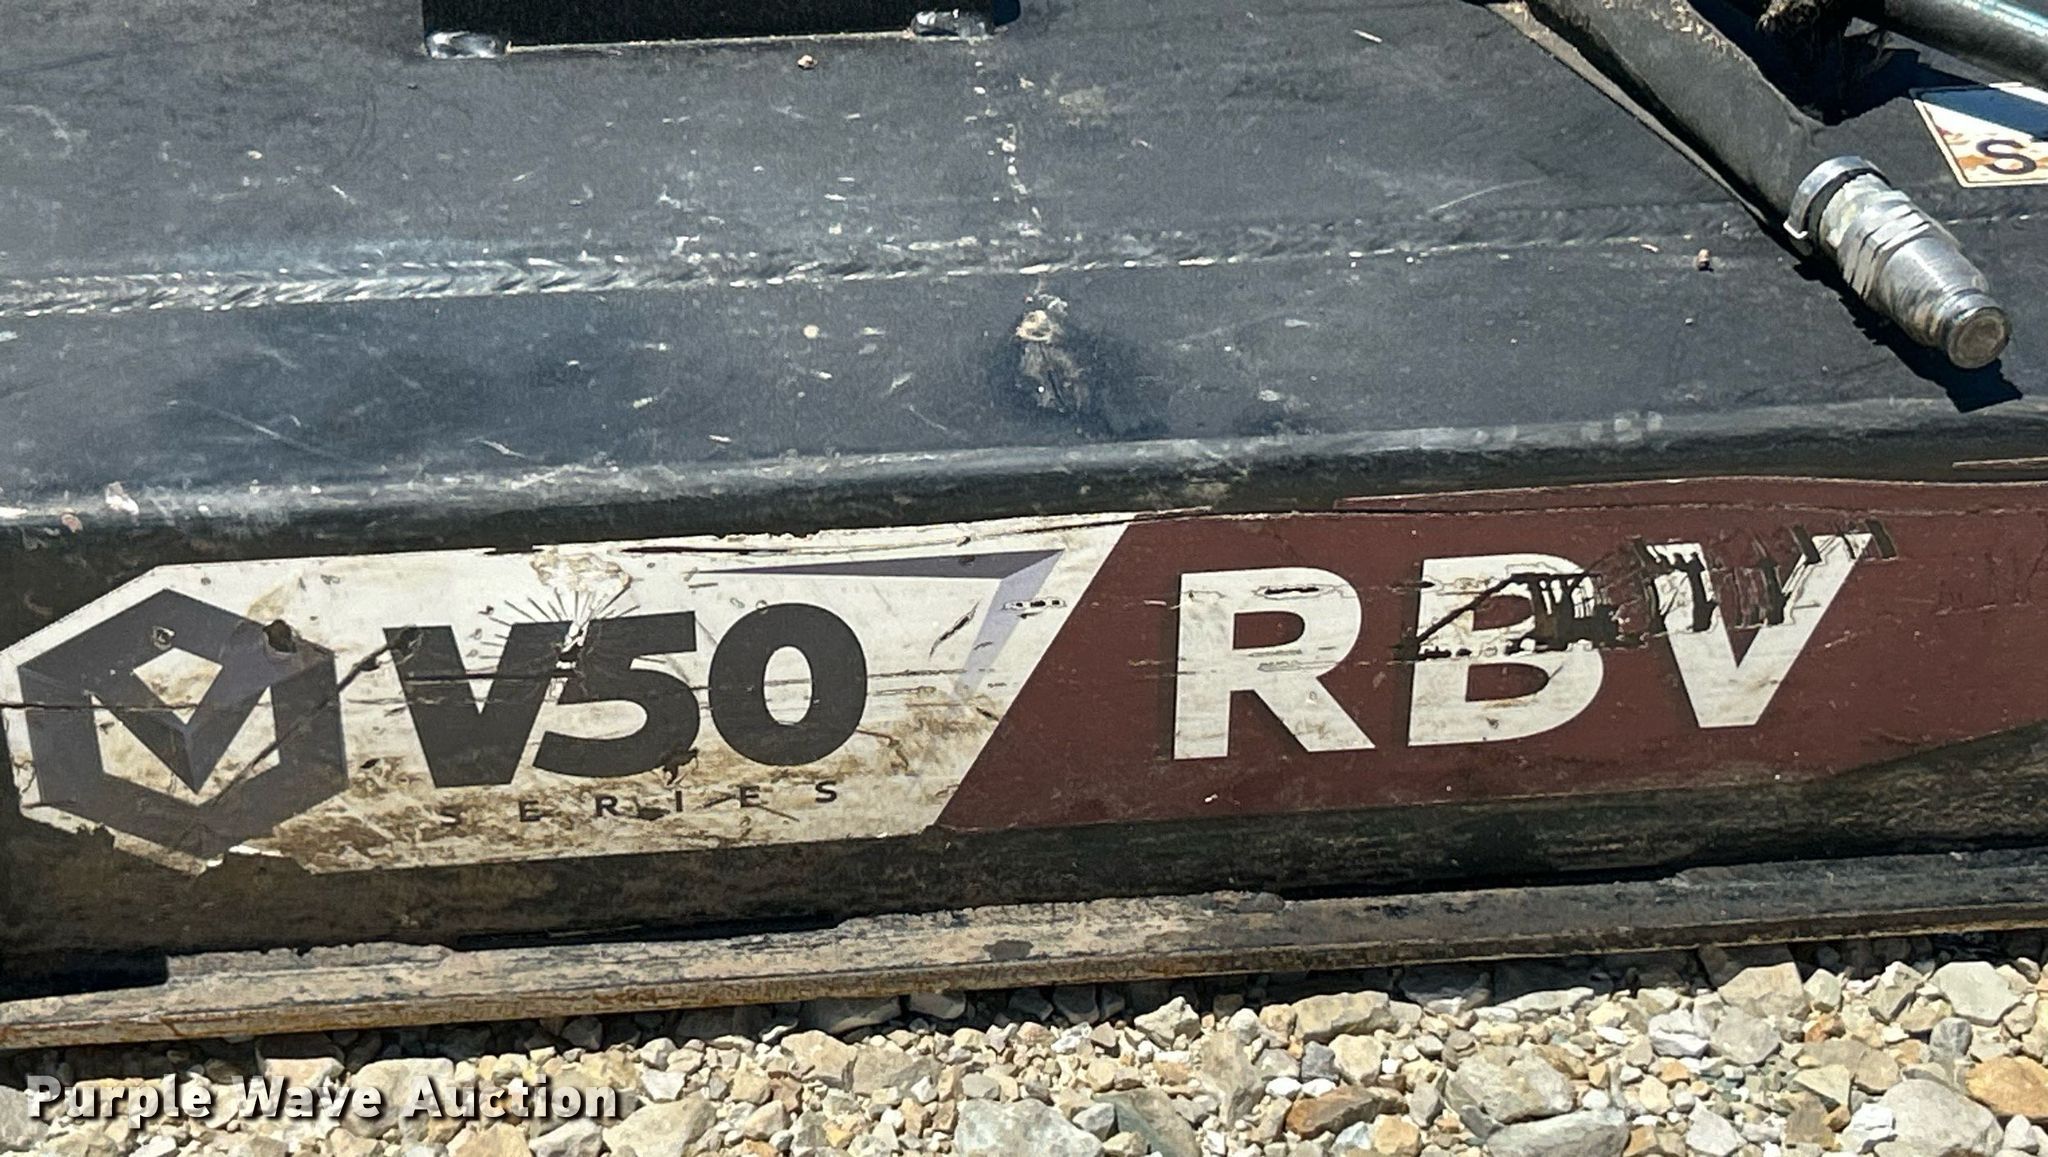 S
V50
SERIES
RBV
Purple Wave Auction